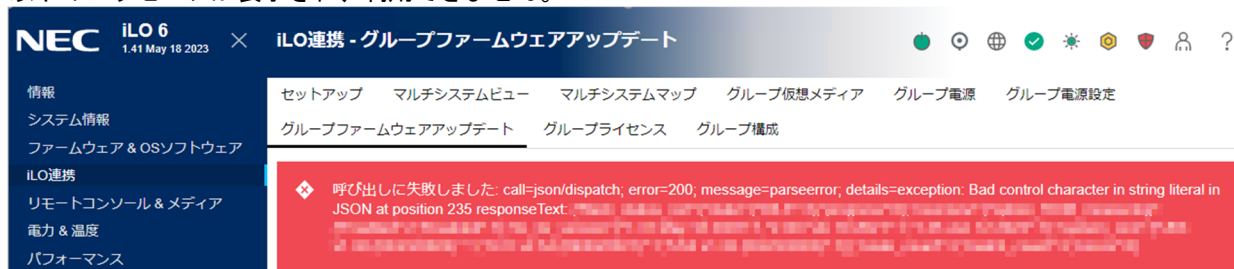 NEC iLO 6
1.41 May 18 2023
iLO連携 - グループファームウェアアップデート
?
情報
システム情報
ファームウェア & OSソフトウェア
iLO連携
リモートコンソール & メディア
電力 & 温度
パフォーマンス
セットアップ マルチシステムビュー マルチシステムマップ グループ仮想メディア グループ電源 グループ電源設定
グループファームウェアアップデート グループライセンス グループ構成
呼び出しに失敗しました: call=json/dispatch; error=200; message=parseerror; details=exception: Bad control character in string literal in
JSON at position 235 responseText: